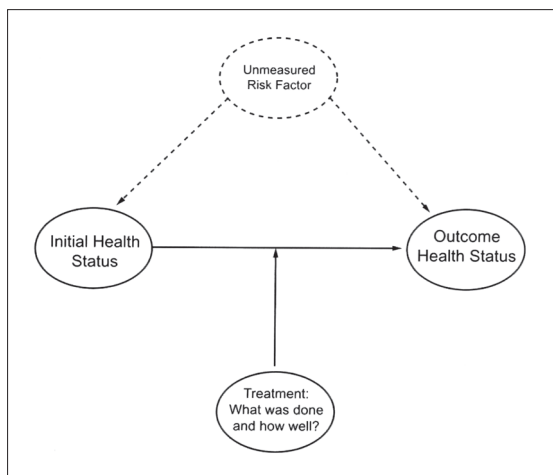 Unmeasured
Risk Factor
Initial Health
Status
Outcome
Health Status
Treatment:
What was done
and how well?